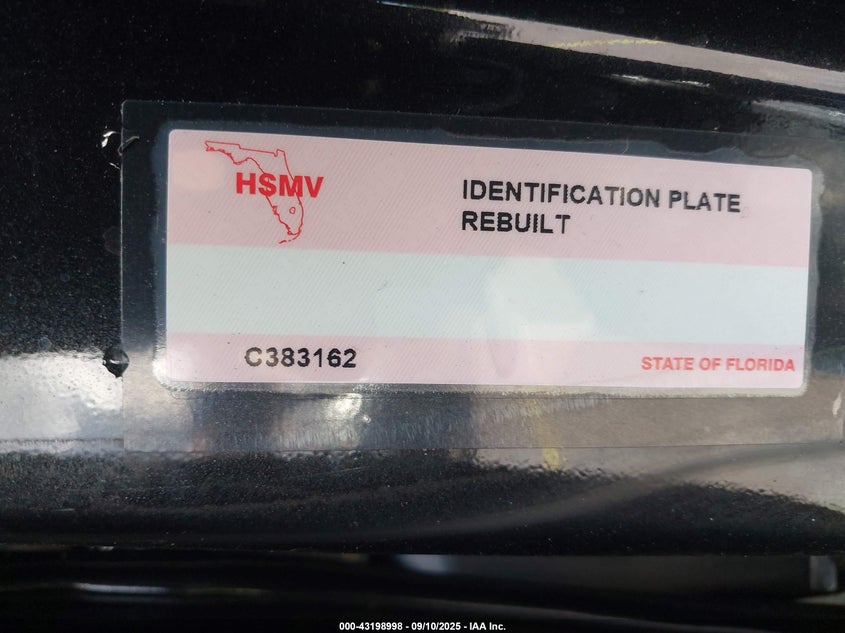 HSMV
IDENTIFICATION PLATE
REBUILT
C383162
STATE OF FLORIDA
000-43198998 - 09/10/2025 - IAA Inc.